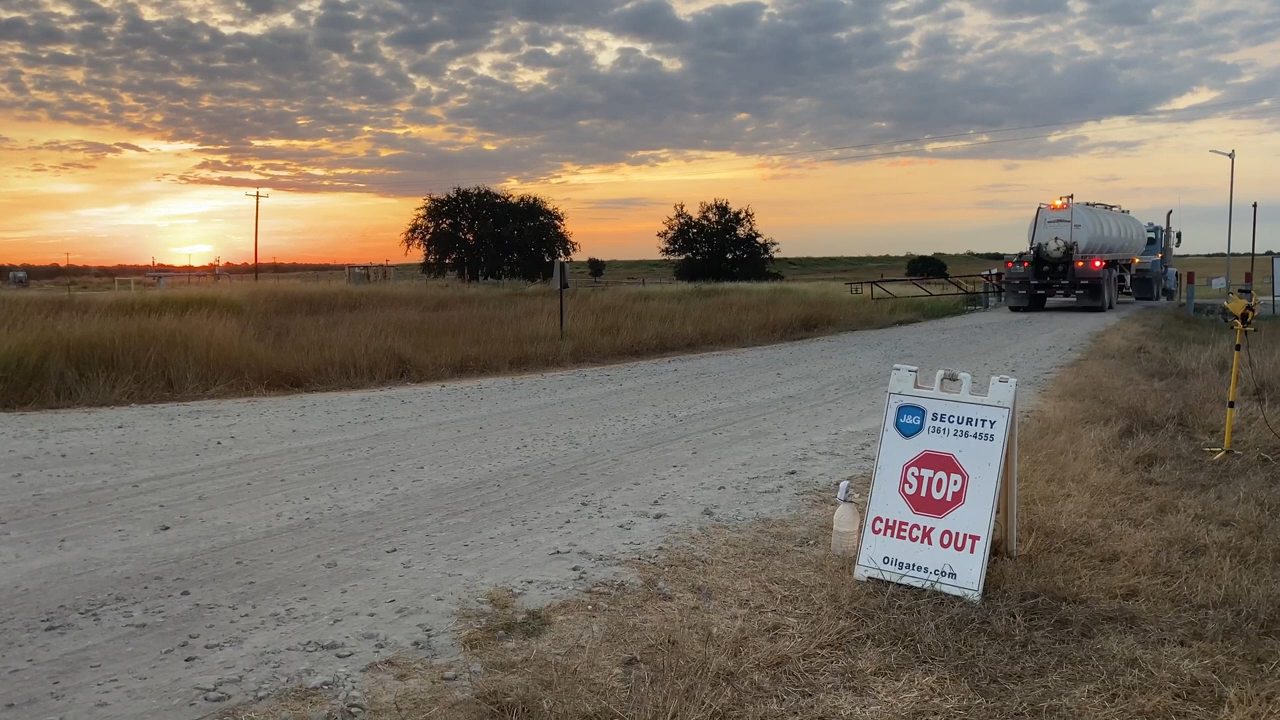 J&G
SECURITY
(361) 236-4555
STOP
CHECK OUT
Oilgates.com